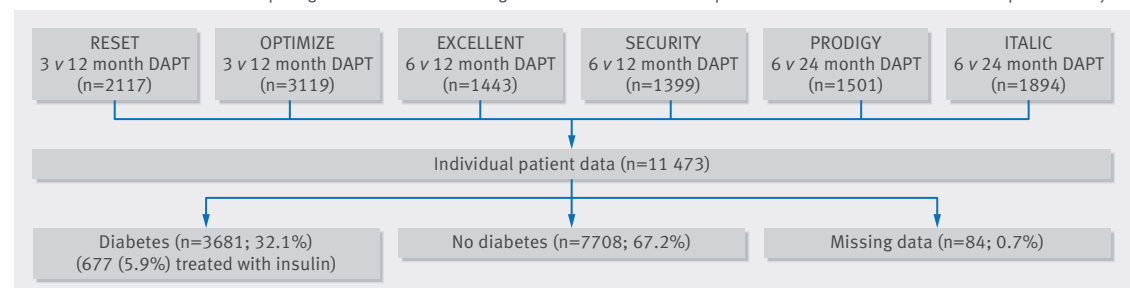 RESET
3 v 12 month DAPT
(n=2117)
OPTIMIZE
3 v 12 month DAPT
(n=3119)
EXCELLENT
6 v 12 month DAPT
(n=1443)
SECURITY
6 v 12 month DAPT
(n=1399)
PRODIGY
6 v 24 month DAPT
(n=1501)
ITALIC
6 v 24 month DAPT
(n=1894)
Individual patient data (n=11 473)
Diabetes (n=3681; 32.1%)
(677 (5.9%) treated with insulin)
No diabetes (n=7708; 67.2%)
Missing data (n=84; 0.7%)